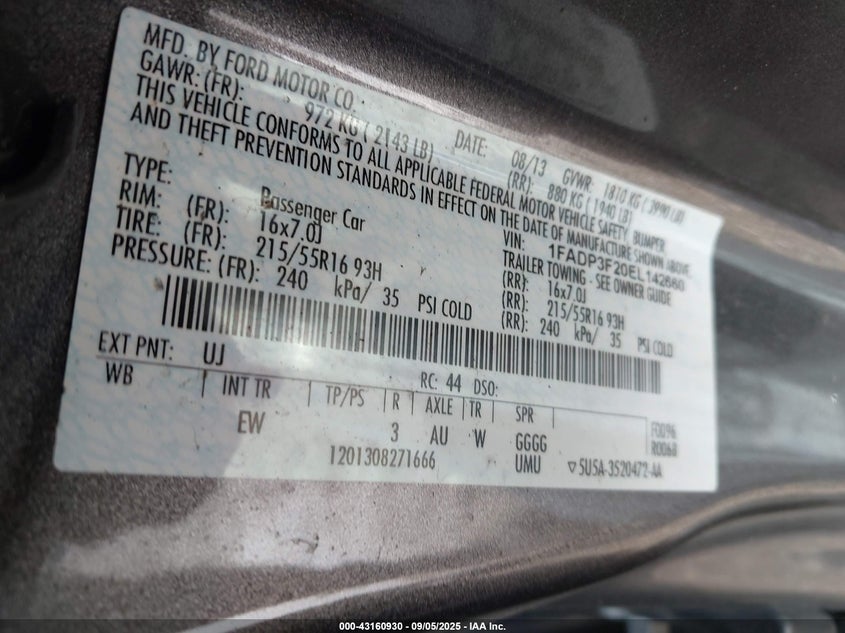 MFD. BY FORD MOTOR CO.
DATE: 08/13 GVWR: 1810 KG ( 3990 LB)
GAWR: (FR): 972 KG ( 2143 LB) (RR): 880 KG ( 1940 LB)
THIS VEHICLE CONFORMS TO ALL APPLICABLE FEDERAL MOTOR VEHICLE SAFETY, BUMPER
AND THEFT PREVENTION STANDARDS IN EFFECT ON THE DATE OF MANUFACTURE SHOWN ABOVE.
VIN: 1FADP3F20EL142660
TYPE: Passenger Car TRAILER TOWING - SEE OWNER GUIDE
RIM: (FR): 16x7.0J (RR): 16x7.0J
TIRE: (FR): 215/55R16 93H (RR): 215/55R16 93H
PRESSURE: (FR): 240 kPa/ 35 PSI COLD (RR): 240 kPa/ 35 PSI COLD
EXT PNT: UJ RC: 44 DSO:
WB INT TR TP/PS R AXLE TR SPR
EW 3 AU W GGGG
UMU
F0096
R0068
1201308271666
▽5U5A-3520472-AA
000-43160930 - 09/05/2025 - IAA Inc.